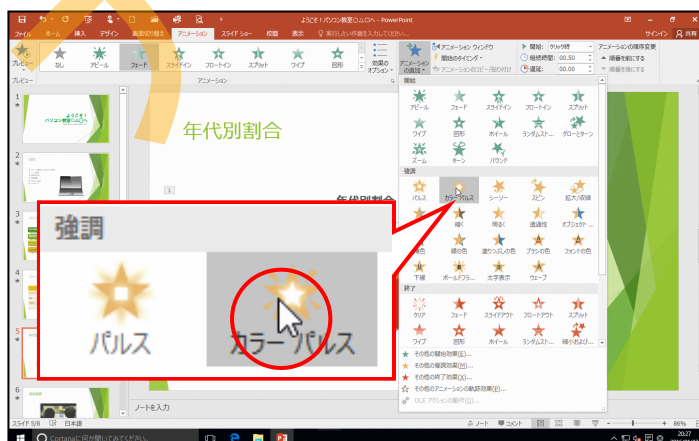 ようこそ！パソコン教室○△□へ - PowerPoint
ファイル ホーム 挿入 デザイン 画面切り替え アニメーション スライド ショー 校閲 表示 実行したい作業を入力してください... サインイン 共有
プレビュー なし アピール フェード スライドイン フロートイン スプリット ワイプ 図形 効果のオプション アニメーションの追加
アニメーション ウィンドウ 開始: クリック時 アニメーションの順序変更
開始のタイミング 継続時間: 00.50 順番を前にする
アニメーションのコピー/貼り付け 遅延: 00.00 順番を後にする
プレビュー アニメーション
開始
アピール フェード スライドイン フロートイン スプリット
ワイプ 図形 ホイール ランダムスト... グローとターン
ズーム ターン バウンド
強調
パルス カラー パルス シーソー スピン 拡大/収縮
暗く 明るく 透過性 オブジェクト ...
線の色 塗りつぶしの色 ブラシの色 フォントの色
下線 ボールドフラ... 太字表示 ウェーブ
終了
クリア フェード スライドアウト フロートアウト スプリット
ワイプ 図形 ホイール ランダムスト... 縮小および...
その他の開始効果(E)...
その他の強調効果(M)...
その他の終了効果(X)...
その他のアニメーションの軌跡効果(P)...
OLE アクションの動作(O)...
1
ようこそ！
パソコン教室○△□へ
2
3
4
5
6
年代別割合
1
年代別割合
強調
パルス カラー パルス
ノートを入力
スライド 5/8 日本語 ノート コメント 86%
Cortanaに何か聞いてみてください。 20:27